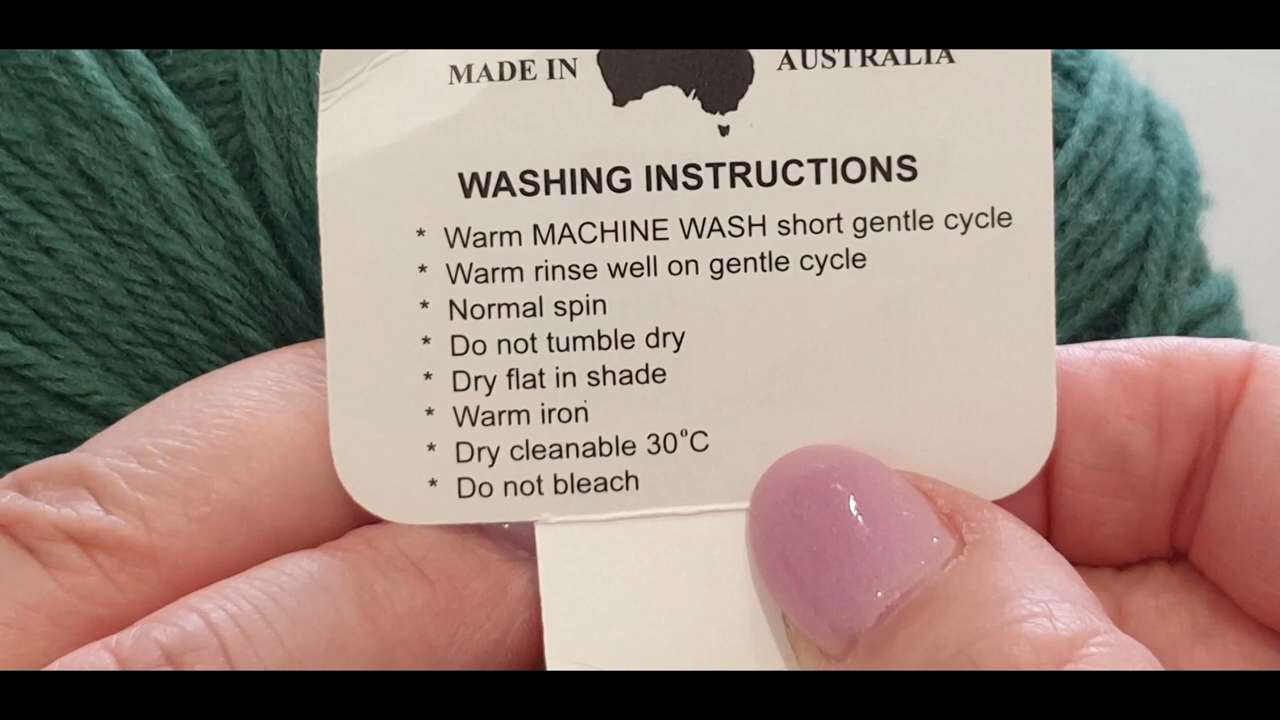 MADE IN AUSTRALIA
WASHING INSTRUCTIONS
* Warm MACHINE WASH short gentle cycle
* Warm rinse well on gentle cycle
* Normal spin
* Do not tumble dry
* Dry flat in shade
* Warm iron
* Dry cleanable 30°C
* Do not bleach